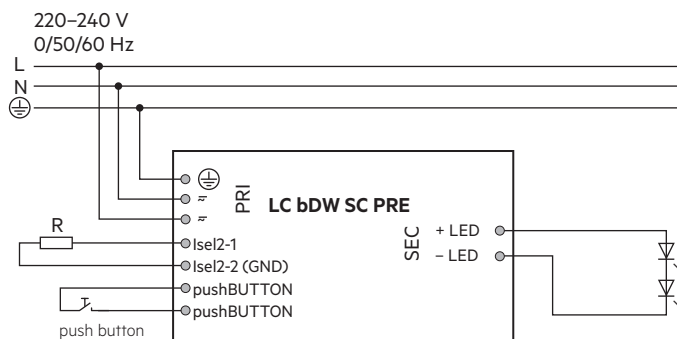 220–240 V
0/50/60 Hz
L
N
PRI
≂
≂
LC bDW SC PRE
R
Isel2-1
Isel2-2 (GND)
pushBUTTON
pushBUTTON
push button
SEC
+ LED
– LED